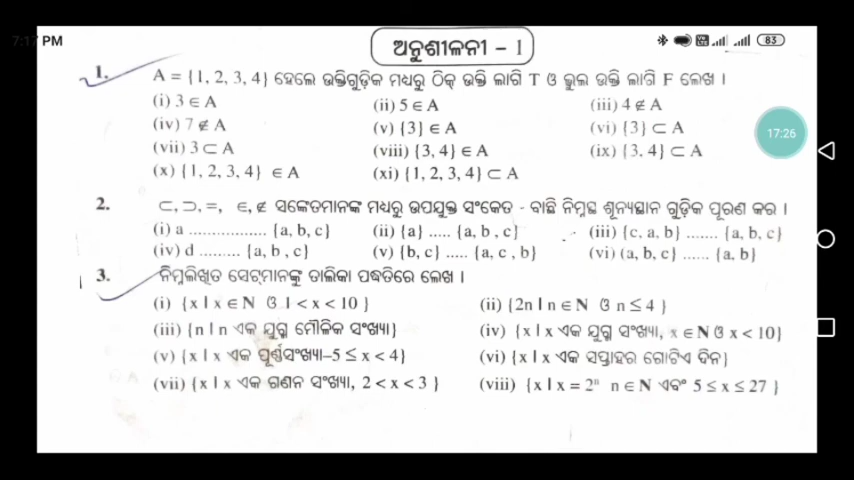 7:17 PM
83
ଅନୁଶୀଳନୀ - 1
1. A = {1, 2, 3, 4} ହେଲେ ଉକ୍ତିଗୁଡ଼ିକ ମଧ୍ୟରୁ ଠିକ୍ ଉକ୍ତି ଲାଗି T ଓ ଭୁଲ ଉକ୍ତି ଲାଗି F ଲେଖ ।
(i) 3 ∈ A (ii) 5 ∈ A (iii) 4 ∉ A
(iv) 7 ∉ A (v) {3} ∈ A (vi) {3} ⊂ A
17:26
(vii) 3 ⊂ A (viii) {3, 4} ∈ A (ix) {3. 4} ⊂ A
(x) {1, 2, 3, 4} ∈ A (xi) {1, 2, 3, 4} ⊂ A
2. ⊂, ⊃, =, ∈, ∉ ସଙ୍କେତମାନଙ୍କ ମଧ୍ୟରୁ ଉପଯୁକ୍ତ ସଂକେତ - ବାଛି ନିମ୍ନସ୍ଥ ଶୂନ୍ୟସ୍ଥାନ ଗୁଡ଼ିକ ପୂରଣ କର ।
(i) a .................. {a, b, c} (ii) {a} ..... {a, b , c} (iii) {c, a, b} ....... {a, b, c}
(iv) d ......... {a, b , c} (v) {b, c} ..... {a, c , b} (vi) (a, b, c} ...... {a. b}
3. ନିମ୍ନଲିଖିତ ସେଟ୍‌ମାନଙ୍କୁ ତାଲିକା ପଦ୍ଧତିରେ ଲେଖ ।
(i) {x | x ∈ N ଓ 1 < x < 10 } (ii) {2n | n ∈ N ଓ n ≤ 4 }
(iii) {n | n ଏକ ଯୁଗ୍ମ ମୌଳିକ ସଂଖ୍ୟା} (iv) {x | x ଏକ ଯୁଗ୍ମ ସଂଖ୍ୟା, x ∈ N ଓ x < 10}
(v) {x | x ଏକ ପୂର୍ଣ୍ଣସଂଖ୍ୟା–5 ≤ x < 4} (vi) {x | x ଏକ ସପ୍ତାହର ଗୋଟିଏ ଦିନ}
(vii) {x | x ଏକ ଗଣନ ସଂଖ୍ୟା, 2 < x < 3 } (viii) {x | x = 2ⁿ n ∈ N ଏବଂ 5 ≤ x ≤ 27 }